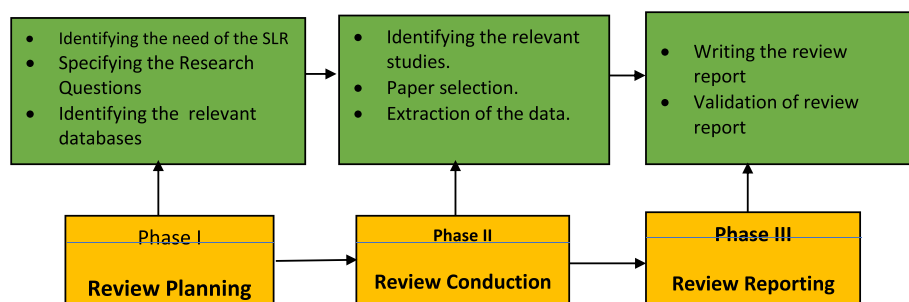 • Identifying the need of the SLR
• Specifying the Research
Questions
• Identifying the relevant
databases
• Identifying the relevant
studies.
• Paper selection.
• Extraction of the data.
• Writing the review
report
• Validation of review
report
Phase I
Review Planning
Phase II
Review Conduction
Phase III
Review Reporting